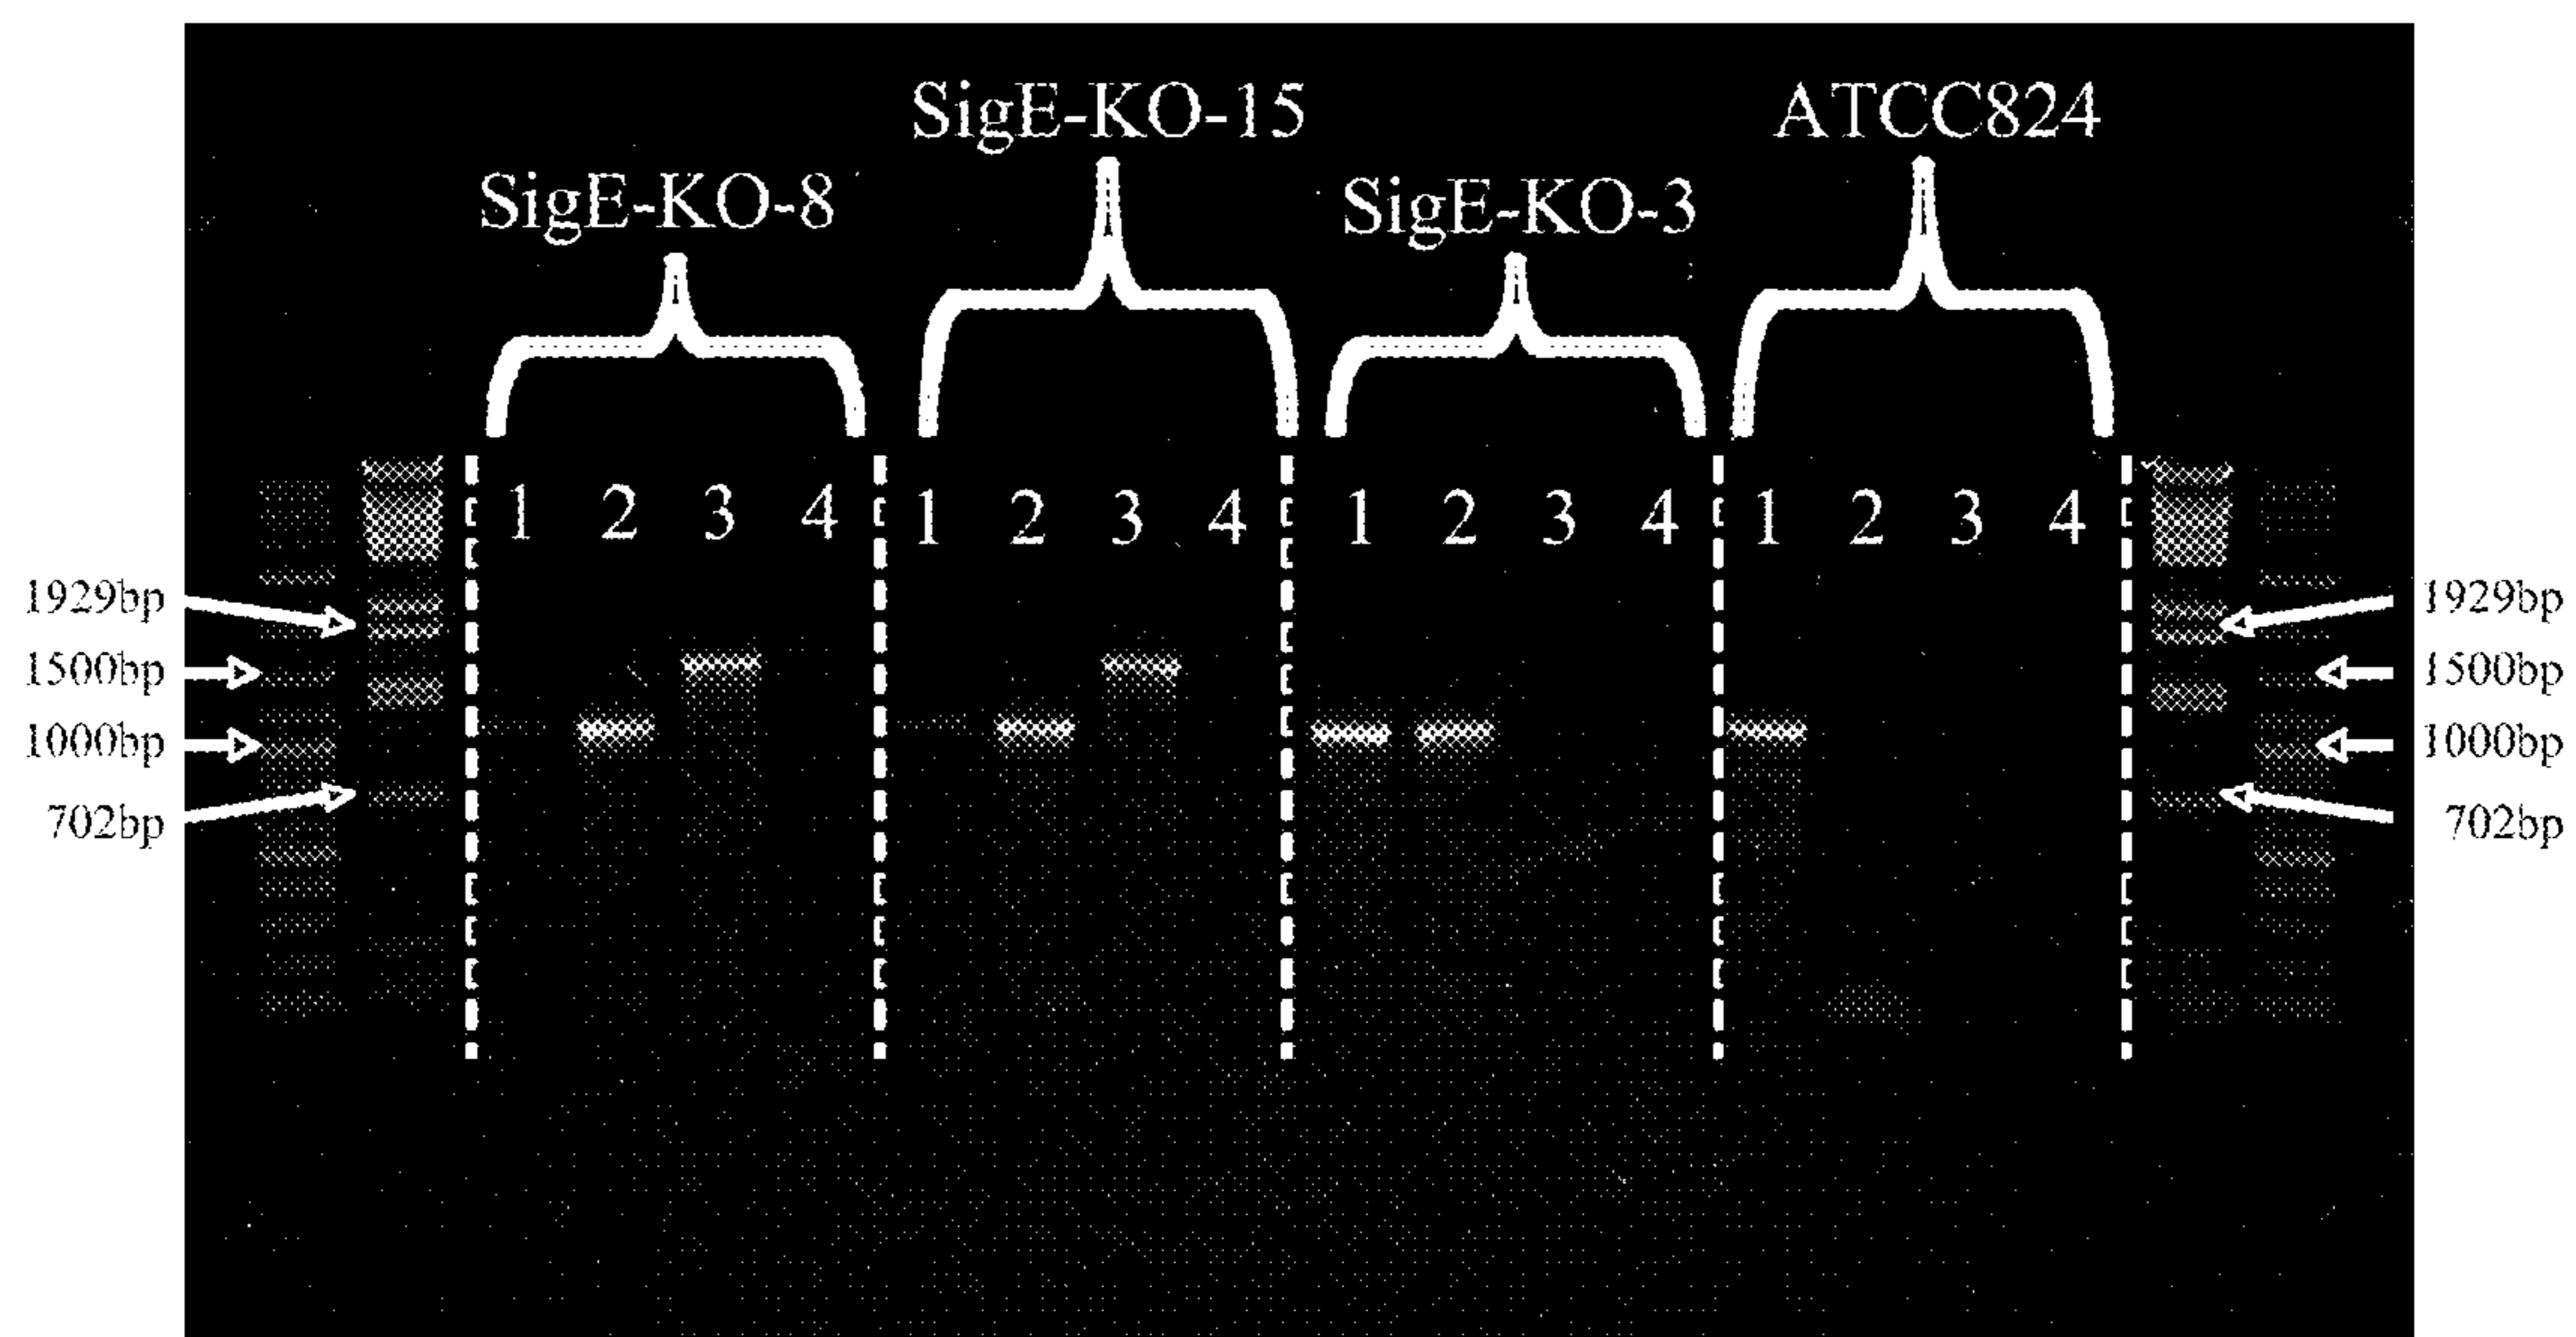 SigE-KO-15 ATCC824
SigE-KO-8 SigE-KO-3
1 2 3 4 1 2 3 4 1 2 3 4 1 2 3 4
1929bp 1929bp
1500bp 1500bp
1000bp 1000bp
702bp 702bp